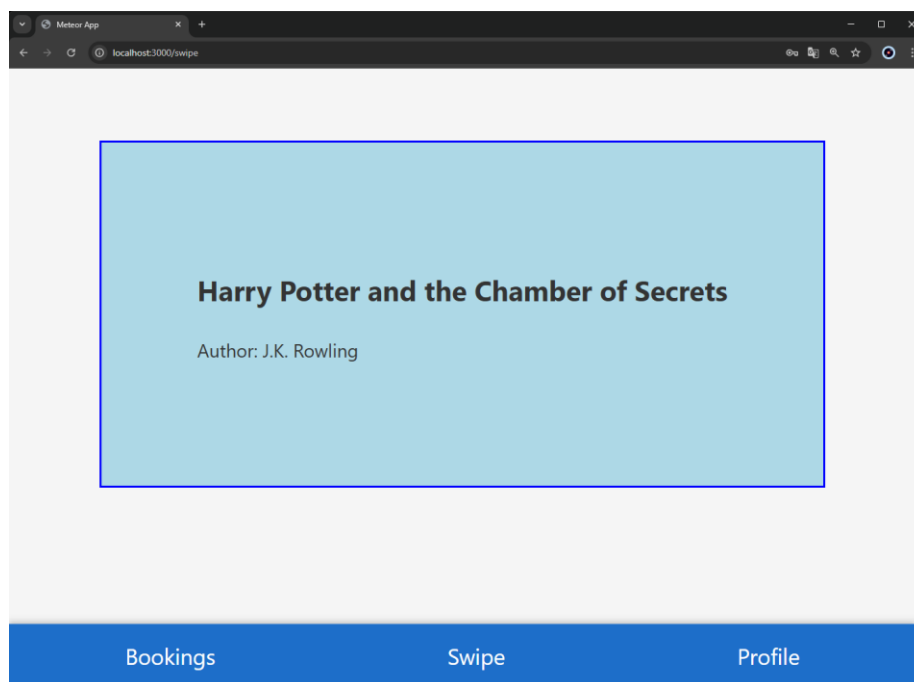 Meteor App
localhost:3000/swipe
Harry Potter and the Chamber of Secrets
Author: J.K. Rowling
Bookings Swipe Profile